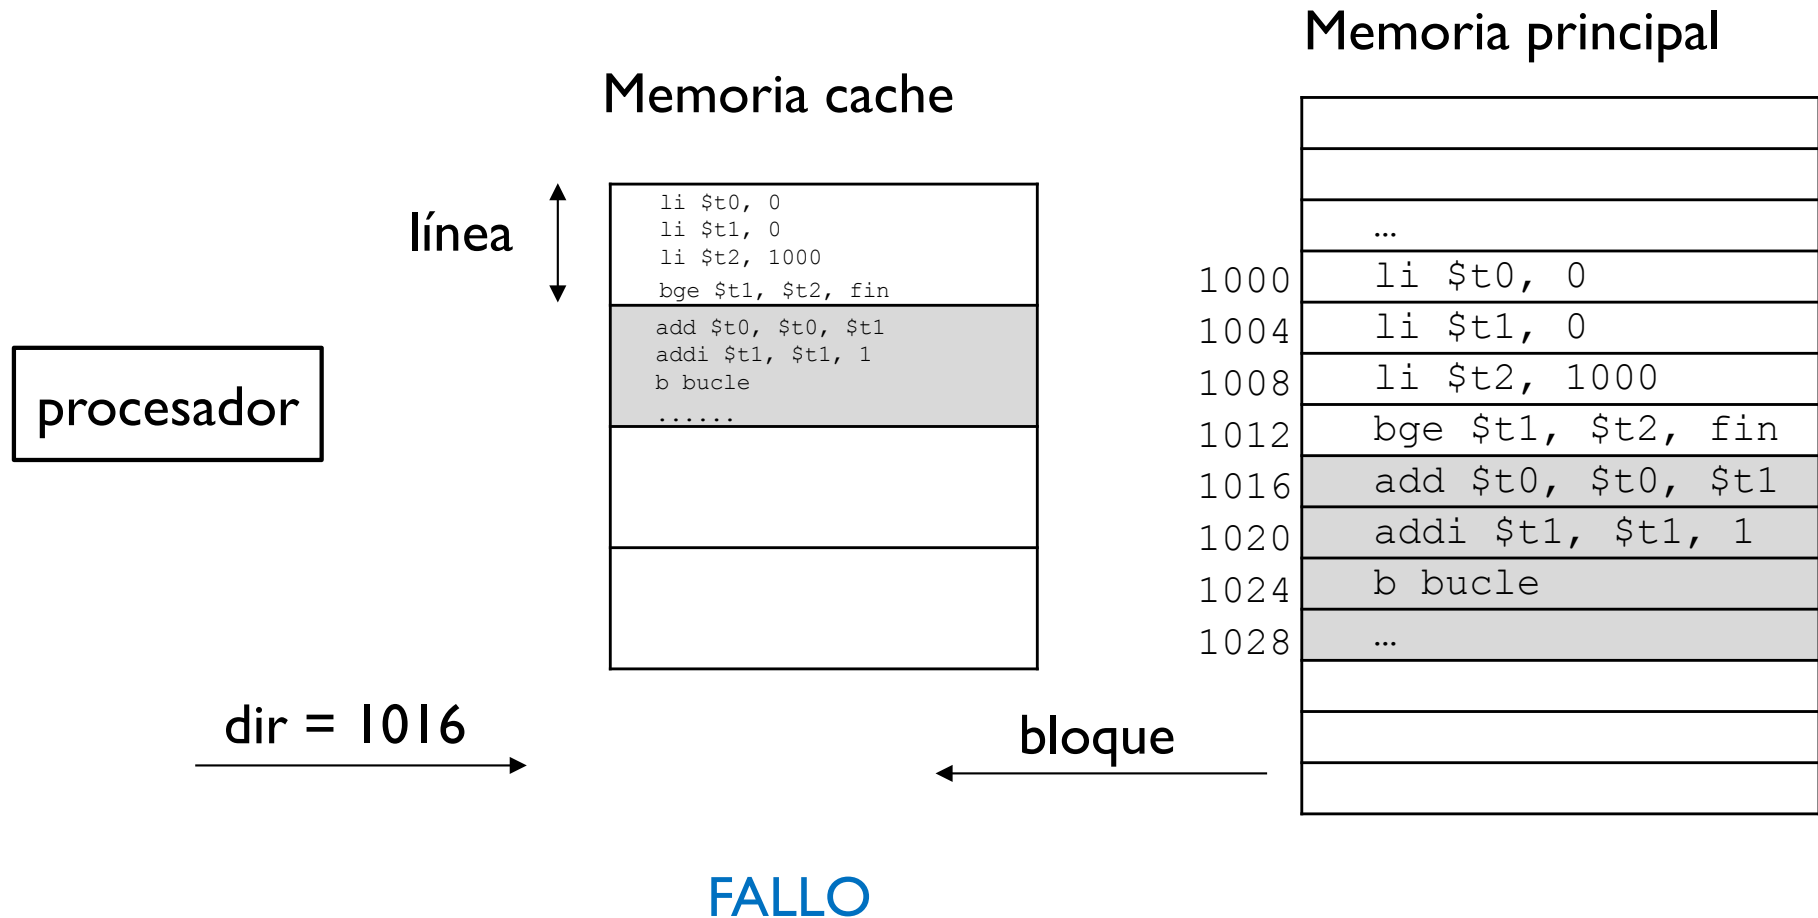 Memoria principal
Memoria cache
línea
li $t0, 0
li $t1, 0
li $t2, 1000
bge $t1, $t2, fin
add $t0, $t0, $t1
addi $t1, $t1, 1
b bucle
......
procesador
…
1000 li $t0, 0
1004 li $t1, 0
1008 li $t2, 1000
1012 bge $t1, $t2, fin
1016 add $t0, $t0, $t1
1020 addi $t1, $t1, 1
1024 b bucle
1028 …
dir = 1016
bloque
FALLO